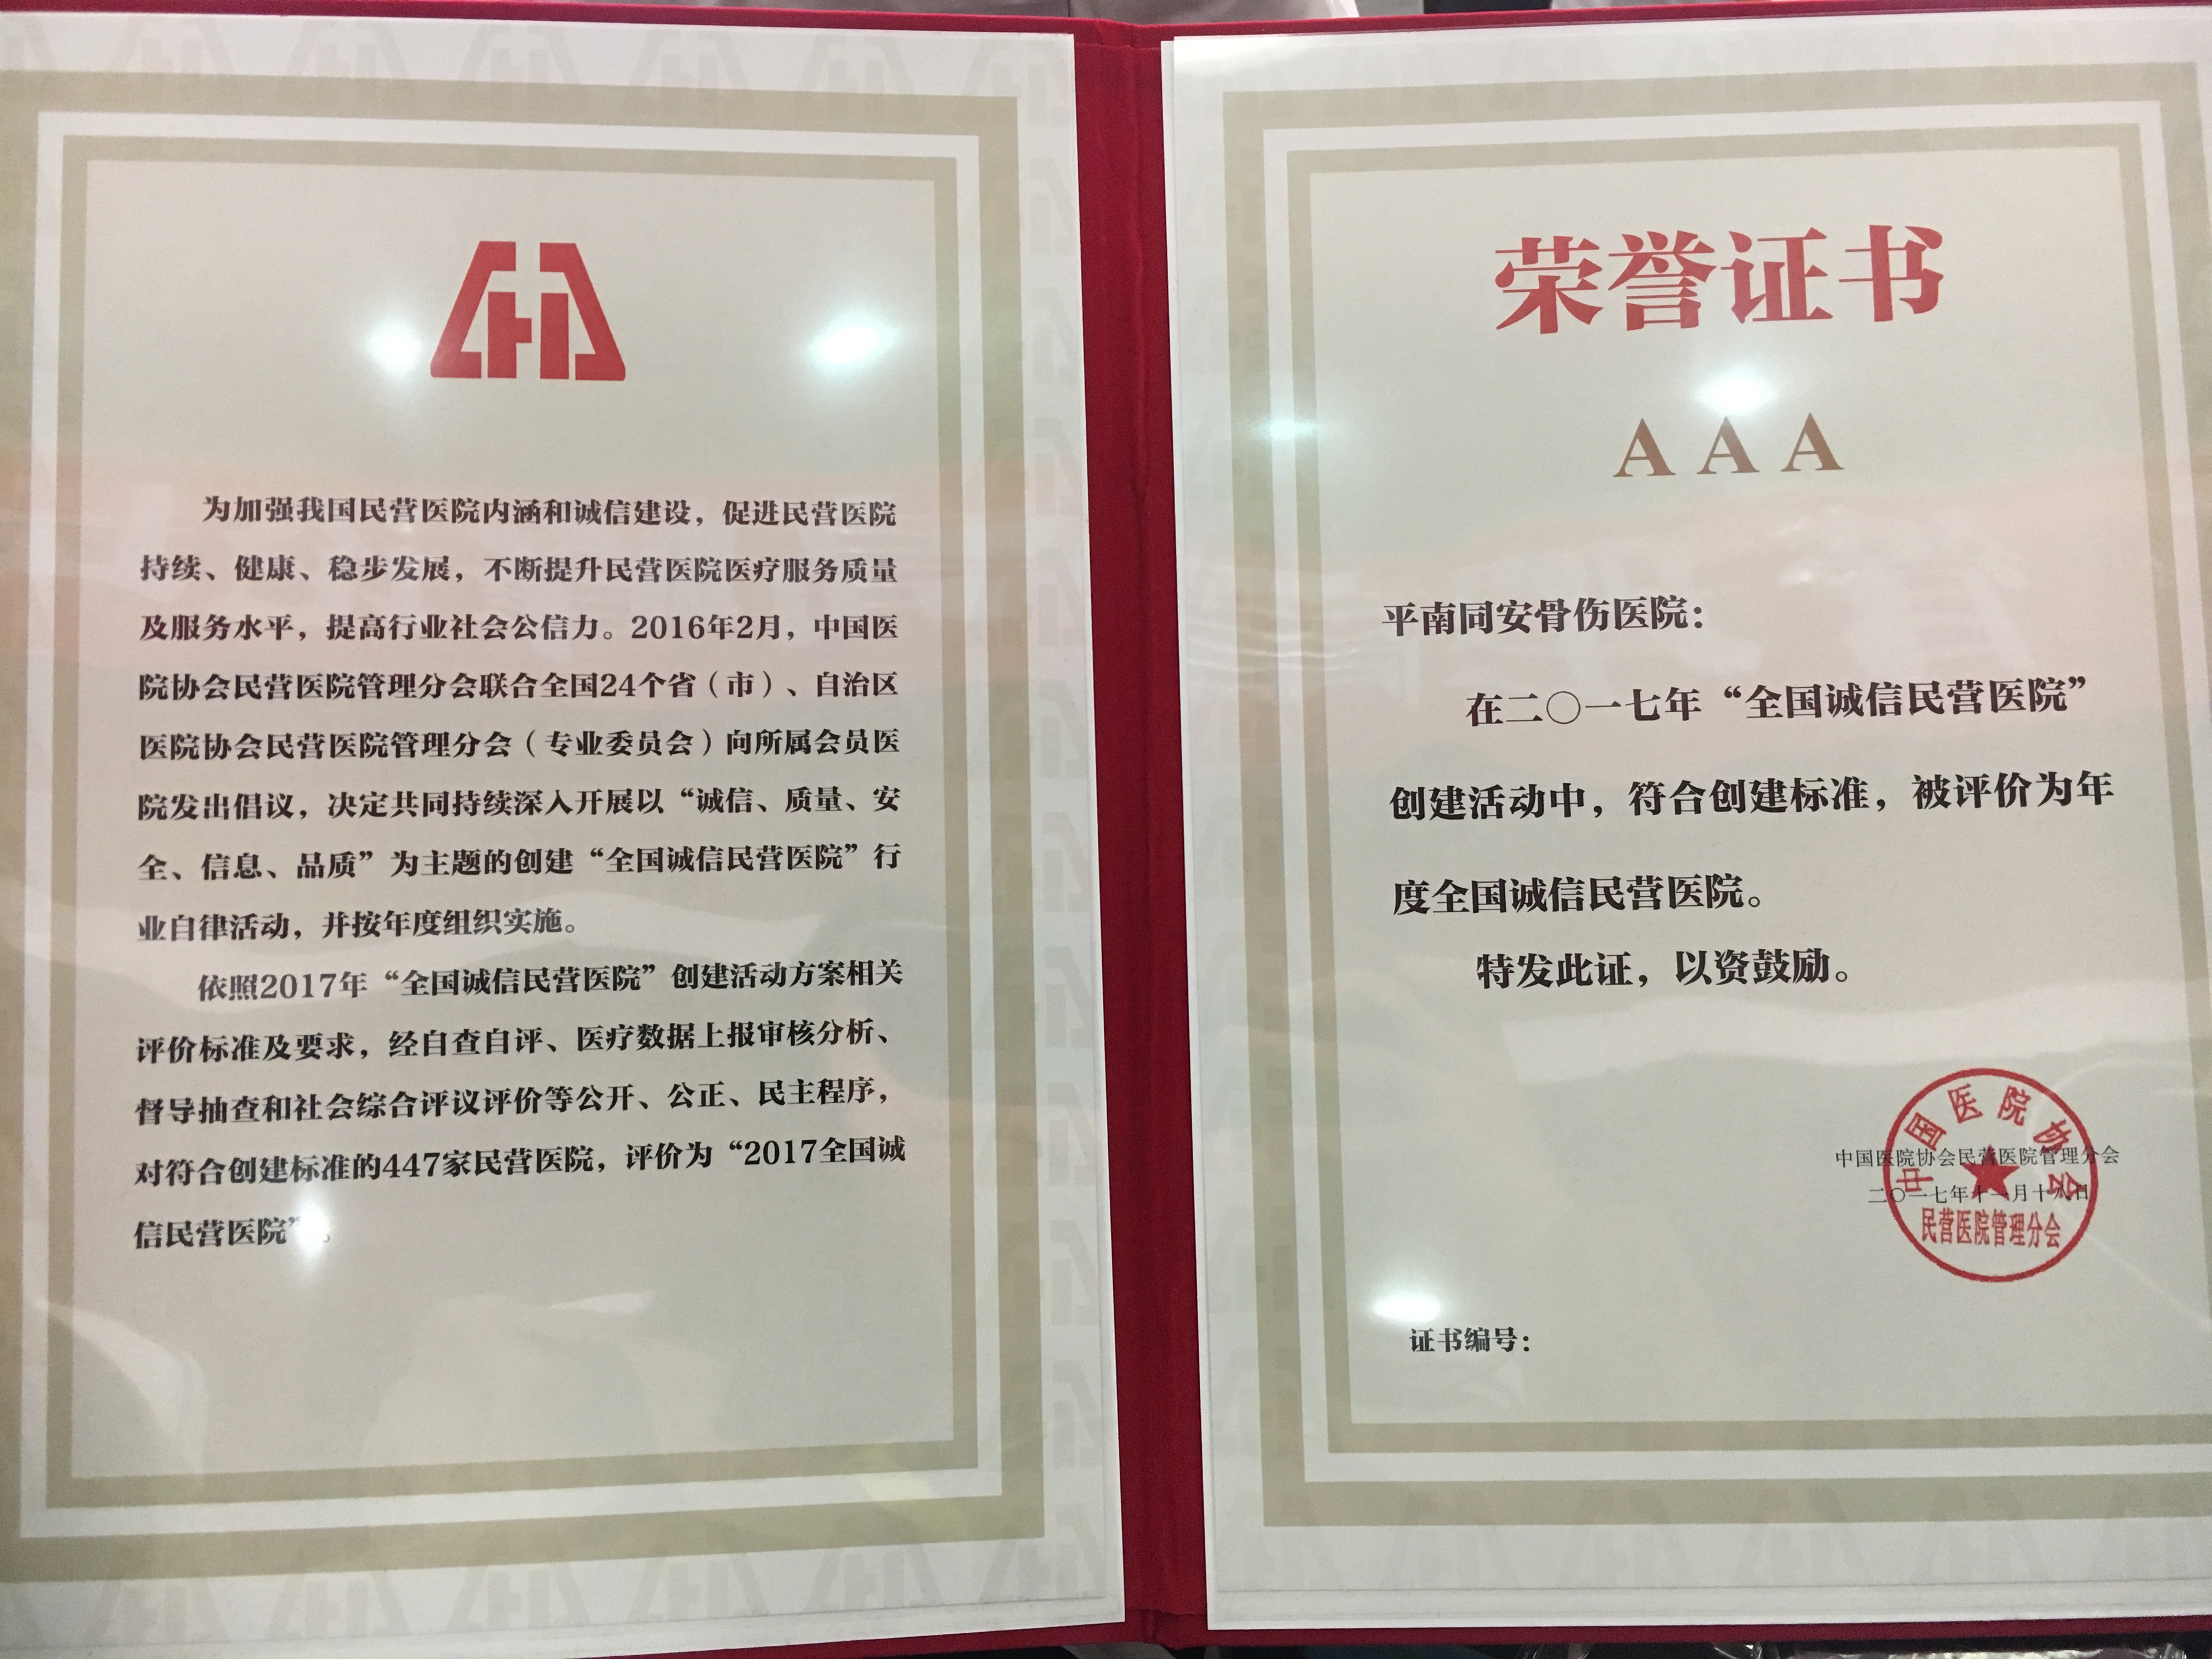 为加强我国民营医院内涵和诚信建设，促进民营医院
持续、健康、稳步发展，不断提升民营医院医疗服务质量
及服务水平，提高行业社会公信力。2016年2月，中国医
院协会民营医院管理分会联合全国24个省（市）、自治区
医院协会民营医院管理分会（专业委员会）向所属会员医
院发出倡议，决定共同持续深入开展以“诚信、质量、安
全、信息、品质”为主题的创建“全国诚信民营医院”行
业自律活动，并按年度组织实施。
依照2017年“全国诚信民营医院”创建活动方案相关
评价标准及要求，经自查自评、医疗数据上报审核分析、
督导抽查和社会综合评议评价等公开、公正、民主程序，
对符合创建标准的447家民营医院，评价为“2017全国诚
信民营医院”。
荣誉证书
AAA
平南同安骨伤医院：
在二〇一七年“全国诚信民营医院”
创建活动中，符合创建标准，被评价为年
度全国诚信民营医院。
特发此证，以资鼓励。
中国医院协会
中国医院协会民营医院管理分会
二〇一七年十一月十八日
民营医院管理分会
证书编号：